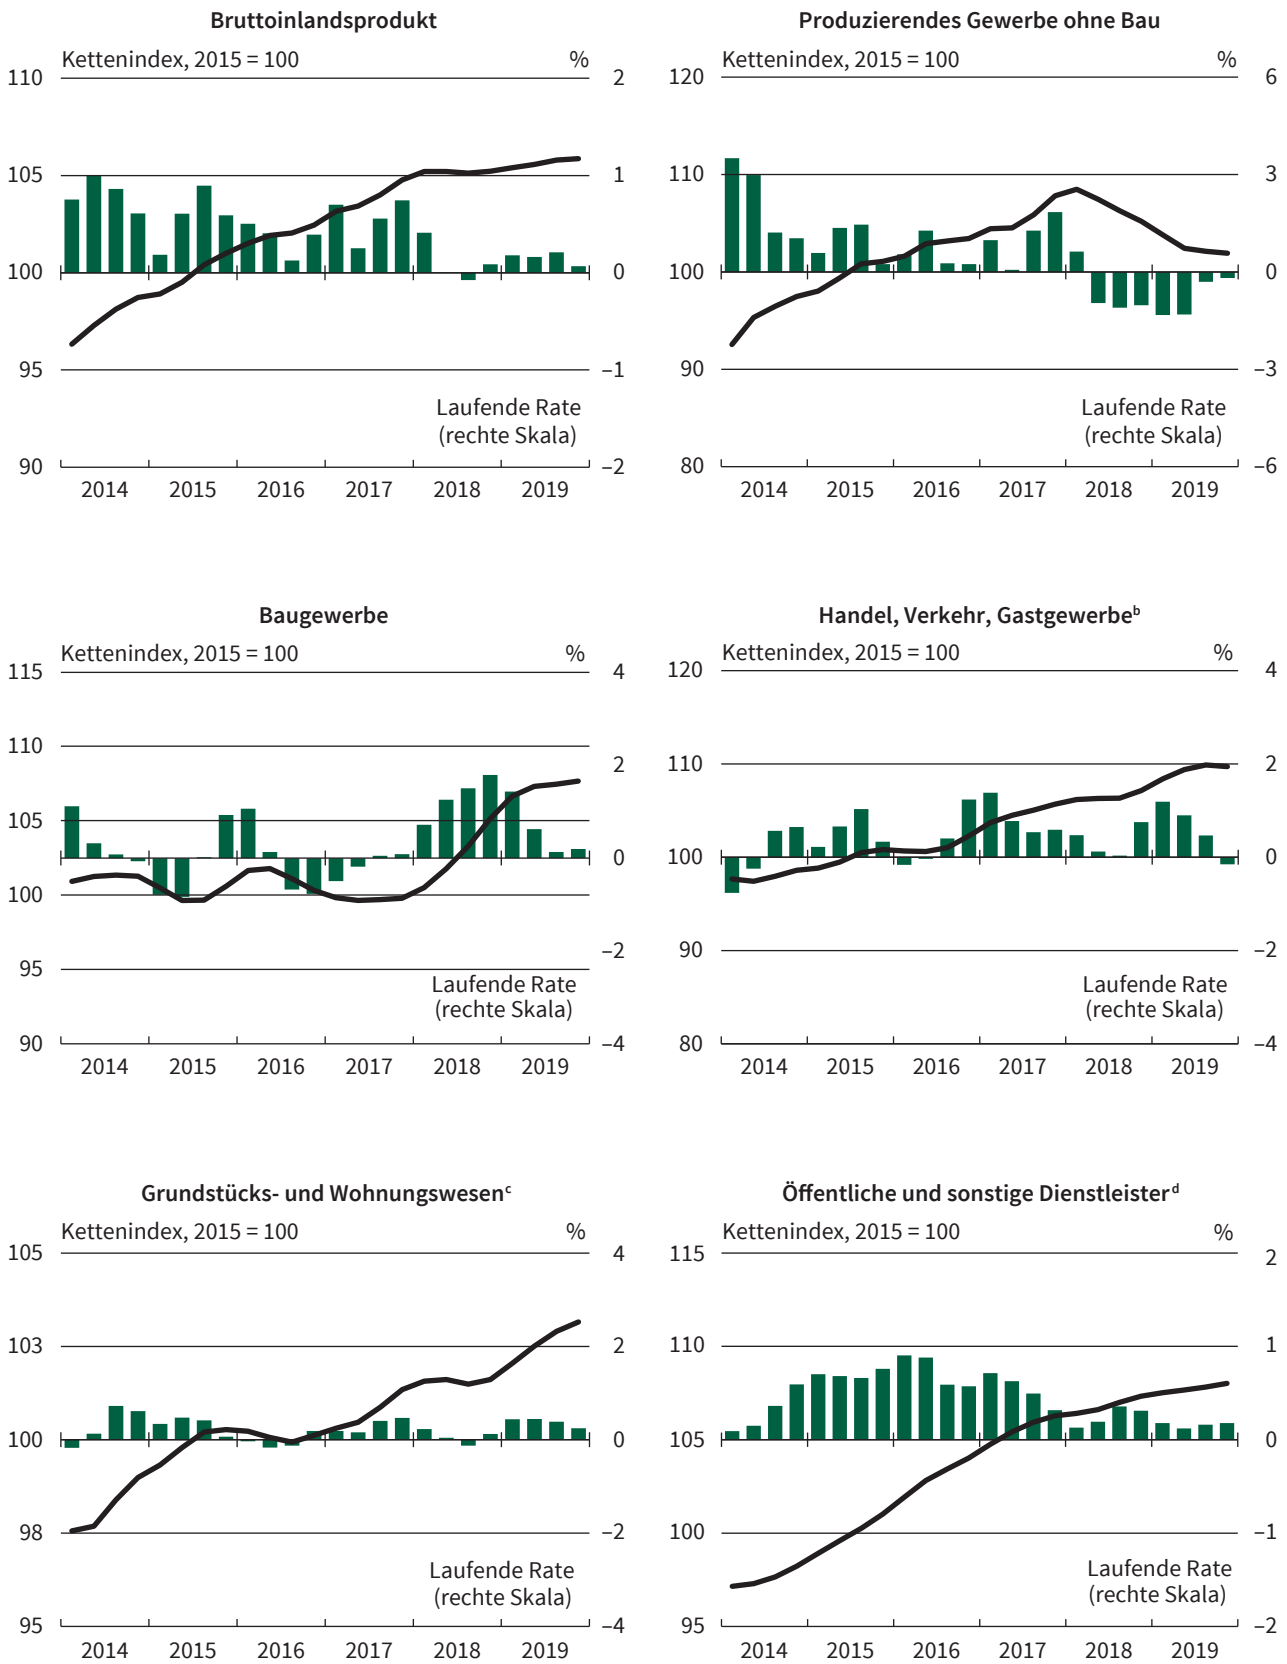 Bruttoinlandsprodukt
Kettenindex, 2015 = 100 %
110 2
105 1
100 0
95 –1
Laufende Rate
(rechte Skala)
90 –2
2014 2015 2016 2017 2018 2019
Produzierendes Gewerbe ohne Bau
Kettenindex, 2015 = 100 %
120 6
110 3
100 0
90 –3
Laufende Rate
(rechte Skala)
80 –6
2014 2015 2016 2017 2018 2019
Baugewerbe
Kettenindex, 2015 = 100 %
115 4
110
2
105
0
100
–2
95
Laufende Rate
(rechte Skala)
90 –4
2014 2015 2016 2017 2018 2019
Handel, Verkehr, Gastgewerbeᵇ
Kettenindex, 2015 = 100 %
120 4
110 2
100 0
90 –2
Laufende Rate
(rechte Skala)
80 –4
2014 2015 2016 2017 2018 2019
Grundstücks- und Wohnungswesenᶜ
Kettenindex, 2015 = 100 %
105 4
103 2
100 0
98 –2
Laufende Rate
(rechte Skala)
95 –4
2014 2015 2016 2017 2018 2019
Öffentliche und sonstige Dienstleisterᵈ
Kettenindex, 2015 = 100 %
115 2
110 1
105 0
100 –1
Laufende Rate
(rechte Skala)
95 –2
2014 2015 2016 2017 2018 2019